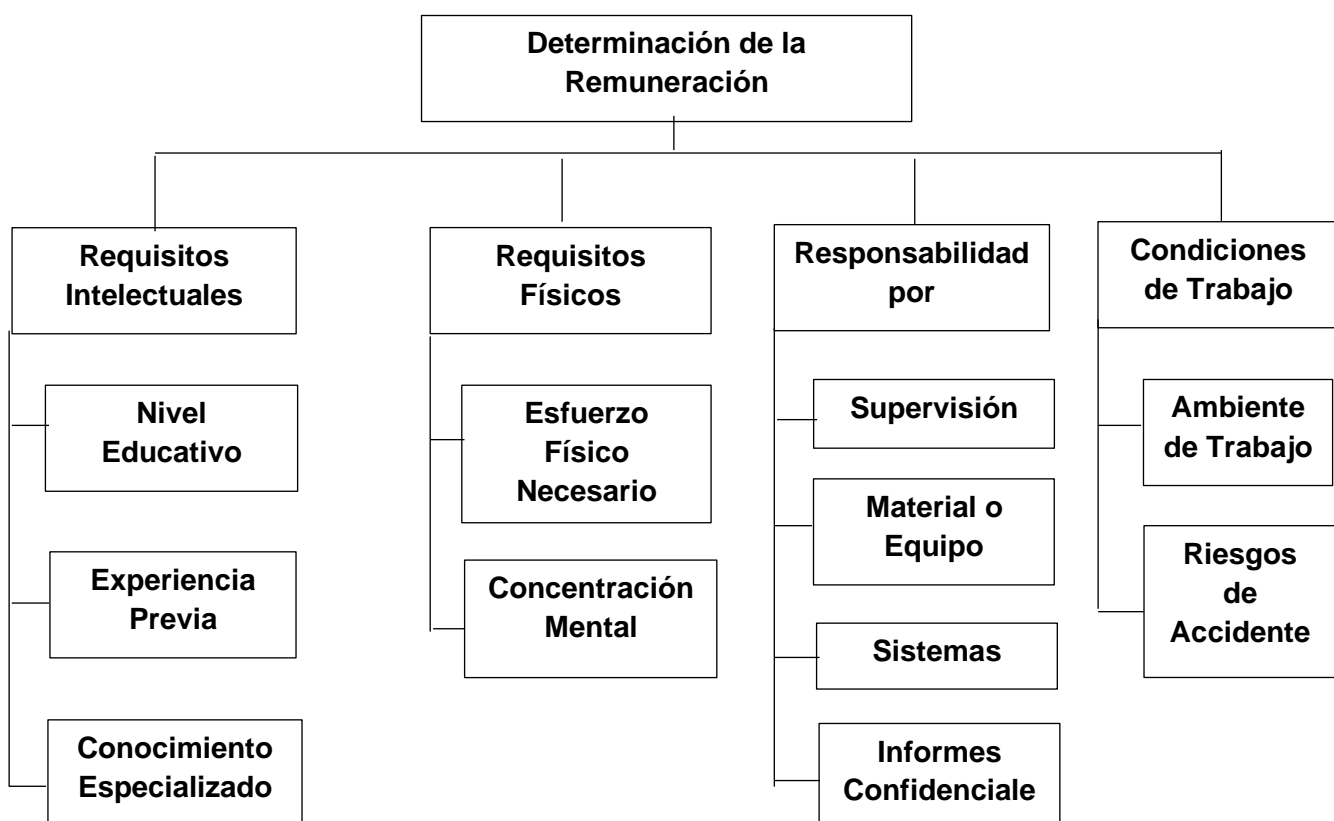 Determinación de la
Remuneración
Requisitos
Intelectuales
Nivel
Educativo
Experiencia
Previa
Conocimiento
Especializado
Requisitos
Físicos
Esfuerzo
Físico
Necesario
Concentración
Mental
Responsabilidad
por
Supervisión
Material o
Equipo
Sistemas
Informes
Confidenciale
Condiciones
de Trabajo
Ambiente
de Trabajo
Riesgos
de
Accidente